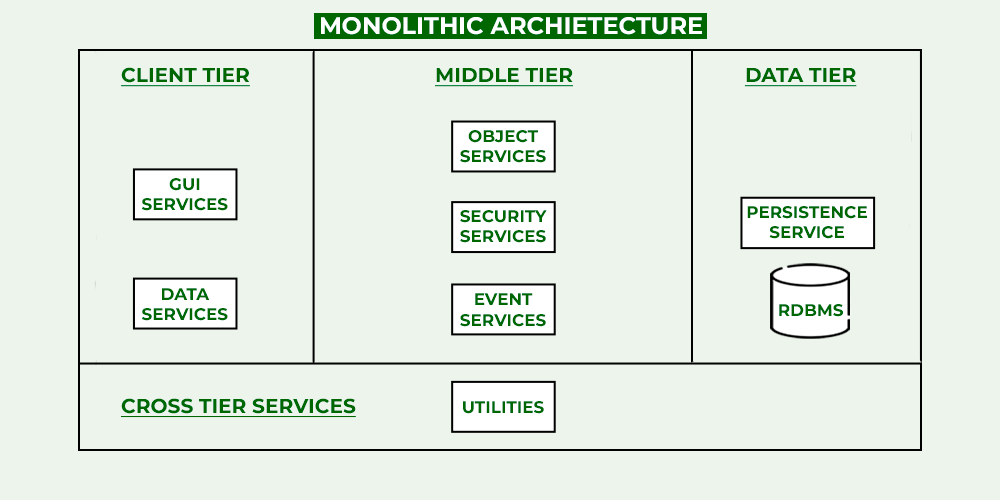 MONOLITHIC ARCHIETECTURE
CLIENT TIER
GUI
SERVICES
DATA
SERVICES
MIDDLE TIER
OBJECT
SERVICES
SECURITY
SERVICES
EVENT
SERVICES
DATA TIER
PERSISTENCE
SERVICE
RDBMS
CROSS TIER SERVICES
UTILITIES